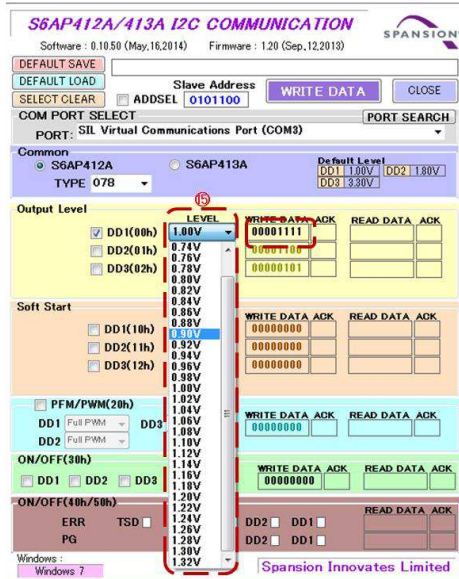 S6AP412A/413A I2C COMMUNICATION
SPANSION
Software : 0.10.50 (May,16,2014) Firmware : 1.20 (Sep,12,2013)
DEFAULT SAVE
DEFAULT LOAD
Slave Address
WRITE DATA
CLOSE
SELECT CLEAR
ADDSEL 0101100
COM PORT SELECT
PORT SEARCH
PORT: SIL Virtual Communications Port (COM3)
Common
S6AP412A
S6AP413A
Default Level
DD1 1.00V DD2 1.80V
TYPE 078
DD3 3.30V
⑮
Output Level
LEVEL
WRITE DATA ACK
READ DATA ACK
DD1(00h) 1.00V 00001111
DD2(01h) 00001100
DD3(02h) 00000101
0.74V
0.76V
0.78V
0.80V
0.82V
0.84V
0.86V
0.88V
0.90V
0.92V
0.94V
0.96V
0.98V
1.00V
1.02V
1.04V
1.06V
1.08V
1.10V
1.12V
1.14V
1.16V
1.18V
1.20V
1.22V
1.24V
1.26V
1.28V
1.30V
1.32V
Soft Start
WRITE DATA ACK
READ DATA ACK
DD1(10h) 00000000
DD2(11h) 00000000
DD3(12h) 00000000
PFM/PWM(20h)
WRITE DATA ACK
READ DATA ACK
DD1 Full PWM DD3 00000000
DD2 Full PWM
ON/OFF(30h)
WRITE DATA ACK
READ DATA ACK
DD1 DD2 DD3 00000000
ON/OFF(40h/50h)
READ DATA ACK
ERR TSD DD2 DD1
PG DD2 DD1
Windows :
Windows 7
Spansion Innovates Limited